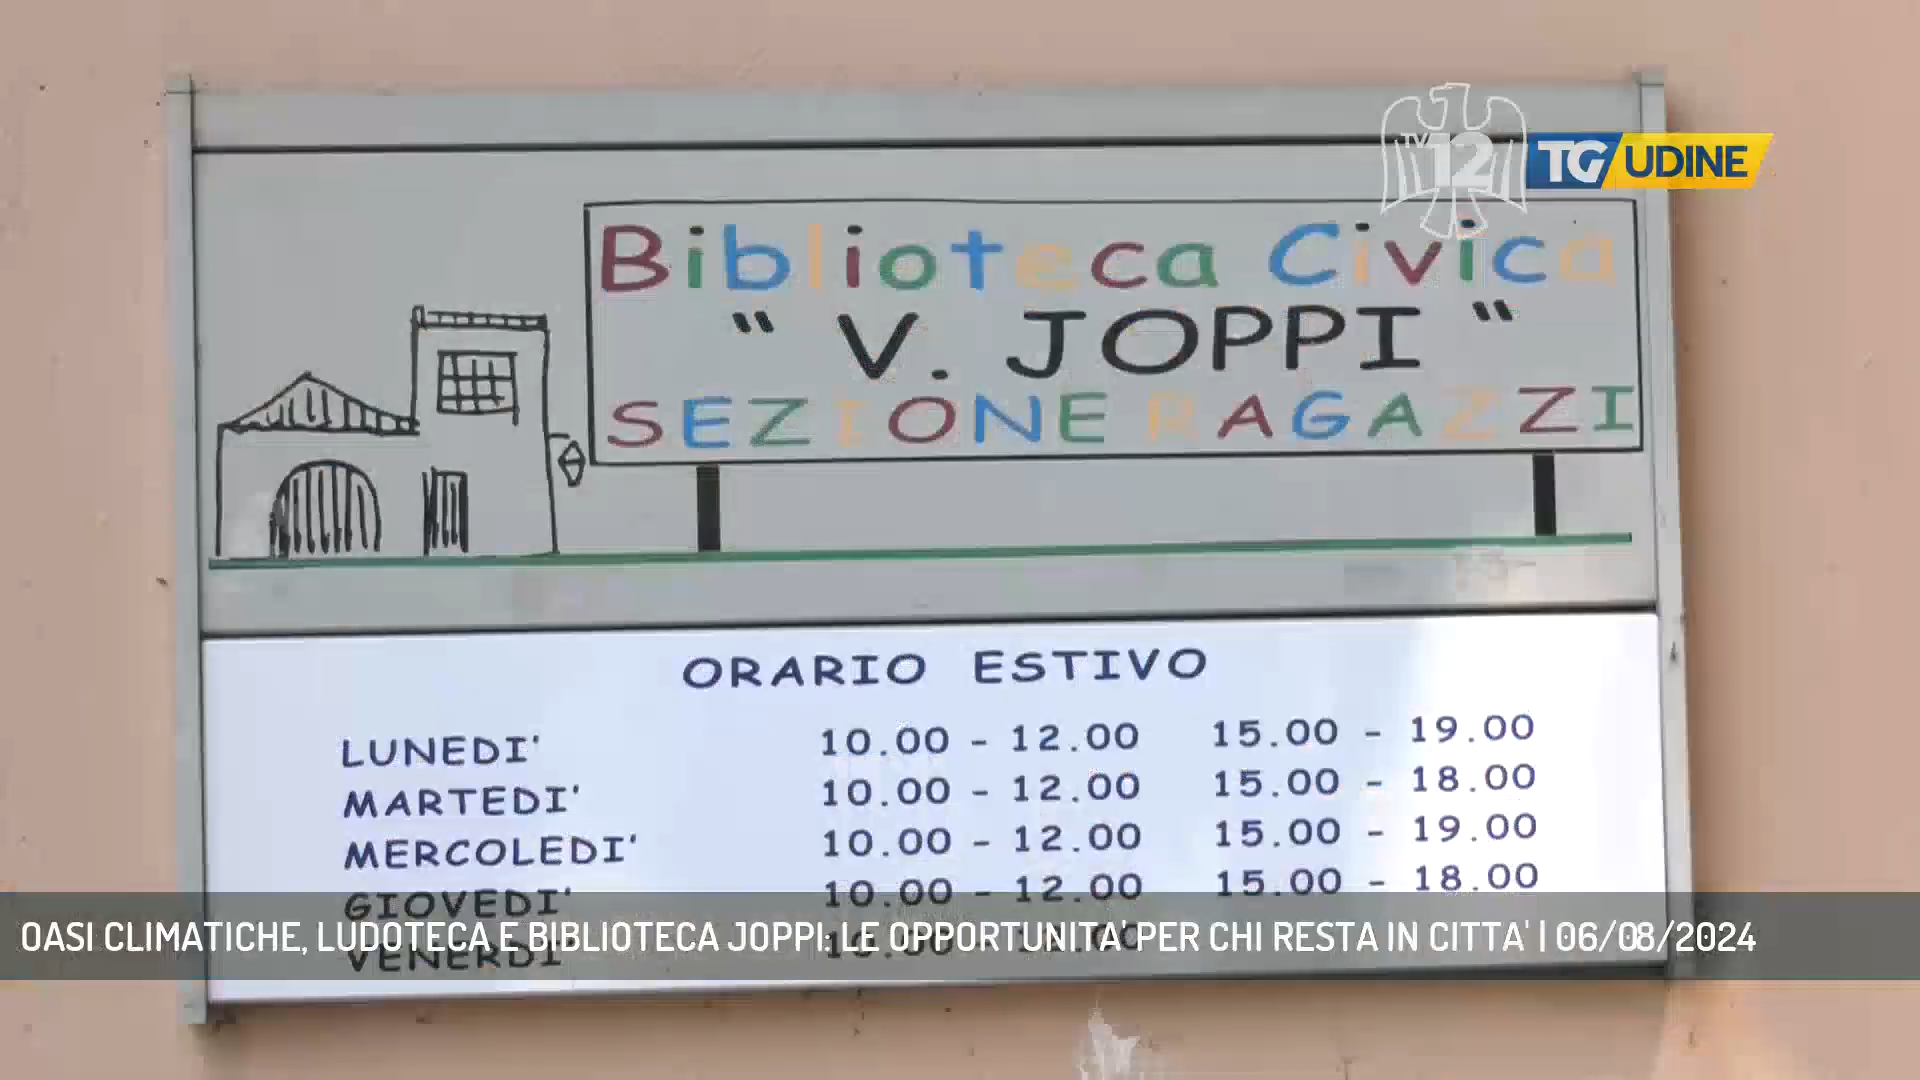 TV 12 TG UDINE
Biblioteca Civica
" V. JOPPI "
SEZIONE RAGAZZI
ORARIO ESTIVO
LUNEDI' 10.00 - 12.00 15.00 - 19.00
MARTEDI' 10.00 - 12.00 15.00 - 18.00
MERCOLEDI' 10.00 - 12.00 15.00 - 19.00
GIOVEDI' 10.00 - 12.00 15.00 - 18.00
VENERDI'
OASI CLIMATICHE, LUDOTECA E BIBLIOTECA JOPPI: LE OPPORTUNITA' PER CHI RESTA IN CITTA' | 06/08/2024